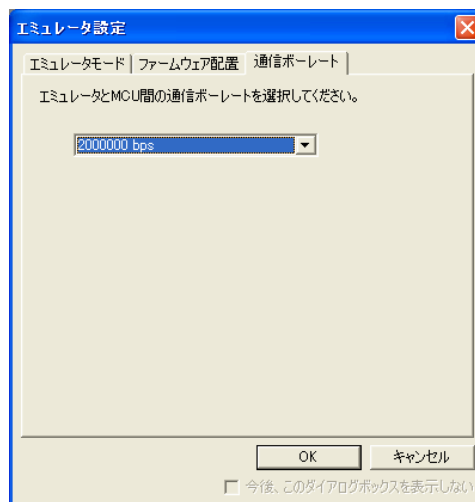 エミュレータ設定
エミュレータモード ファームウェア配置 通信ボーレート
エミュレータとMCU間の通信ボーレートを選択してください。
2000000 bps
OK キャンセル
今後、このダイアログボックスを表示しない